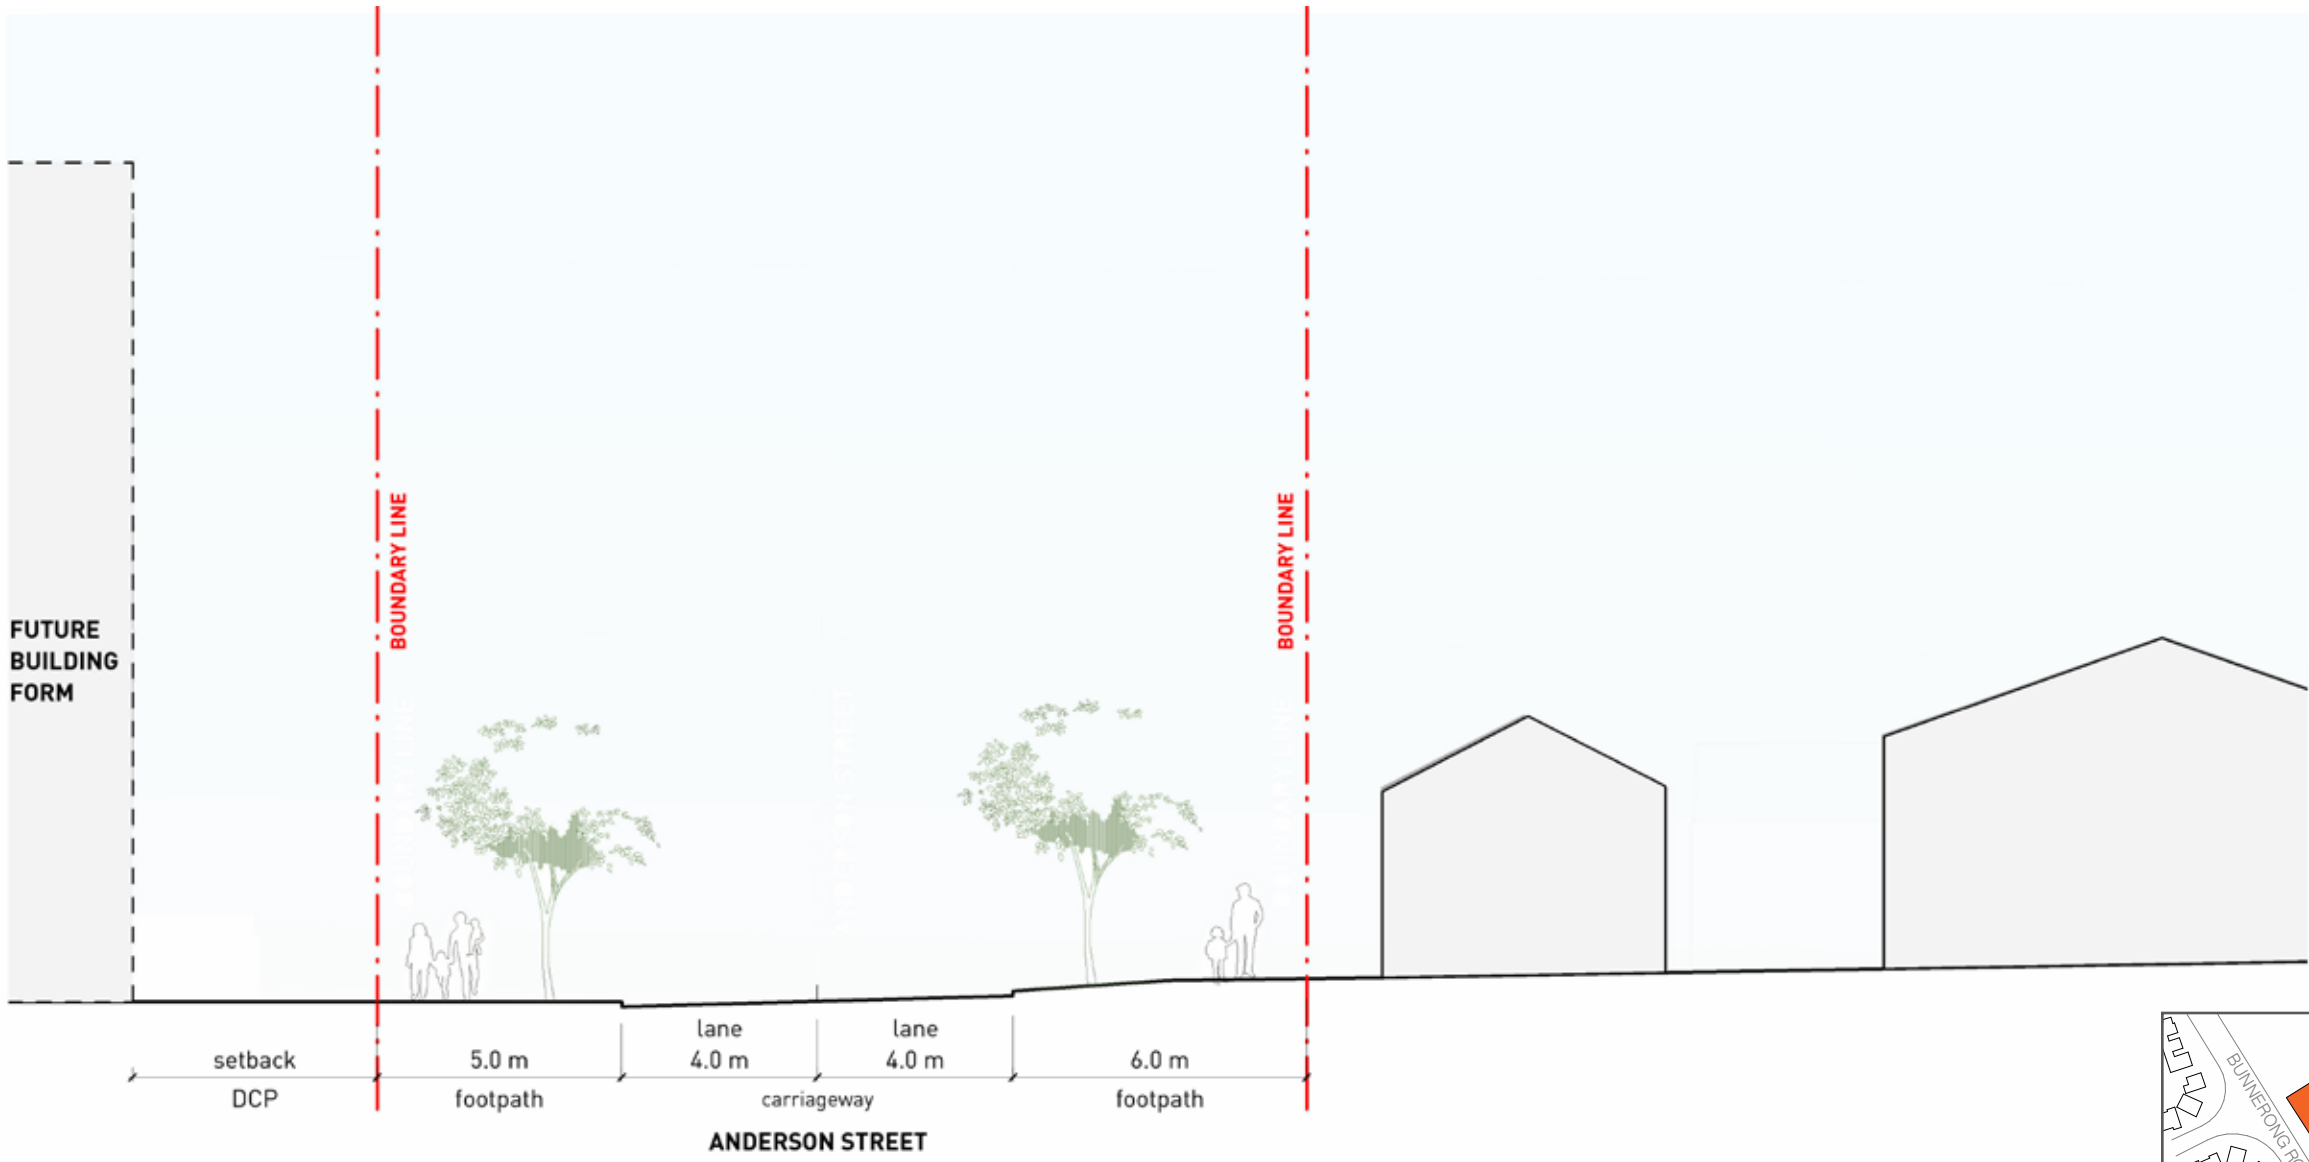 FUTURE
BUILDING
FORM
BOUNDARY LINE
BOUNDARY LINE
lane
lane
setback
5.0 m
4.0 m
4.0 m
6.0 m
DCP
footpath
carriageway
footpath
ANDERSON STREET
BUNNERONG